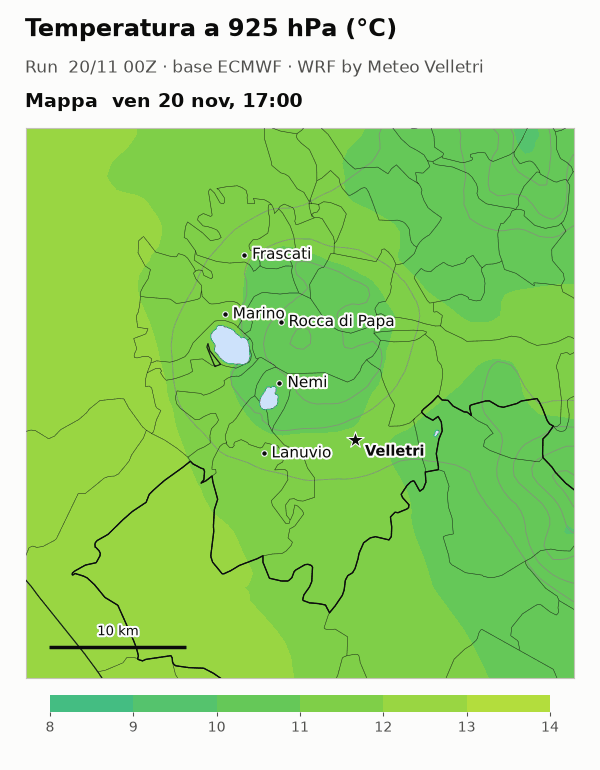 Temperatura a 925 hPa (°C)
Run  20/11 00Z · base ECMWF · WRF by Meteo Velletri
Mappa  ven 20 nov, 17:00
Frascati
Marino
Rocca di Papa
Nemi
Velletri
Lanuvio
10 km
8 9 10 11 12 13 14